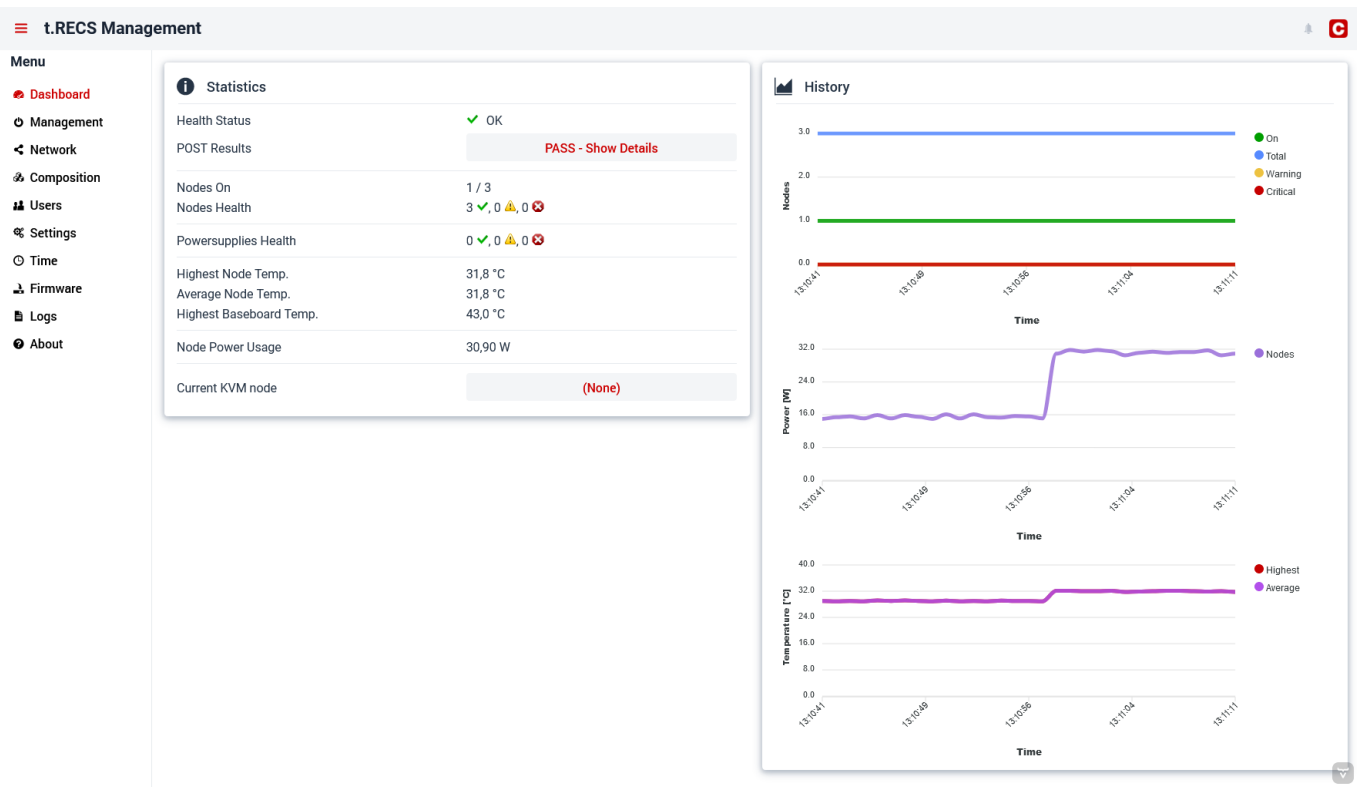 t.RECS Management
C
Menu
Dashboard
Management
Network
Composition
Users
Settings
Time
Firmware
Logs
About
Statistics
Health Status OK
POST Results PASS - Show Details
Nodes On 1 / 3
Nodes Health 3 , 0 , 0
Powersupplies Health 0 , 0 , 0
Highest Node Temp. 31,8 °C
Average Node Temp. 31,8 °C
Highest Baseboard Temp. 43,0 °C
Node Power Usage 30,90 W
Current KVM node (None)
History
Nodes
3.0
2.0
1.0
0.0
13:10:41 13:10:49 13:10:56 13:11:04 13:11:11
Time
On
Total
Warning
Critical
Power [W]
32.0
24.0
16.0
8.0
0.0
13:10:41 13:10:49 13:10:56 13:11:04 13:11:11
Time
Nodes
Temperature [°C]
40.0
32.0
24.0
16.0
8.0
0.0
13:10:41 13:10:49 13:10:56 13:11:04 13:11:11
Time
Highest
Average